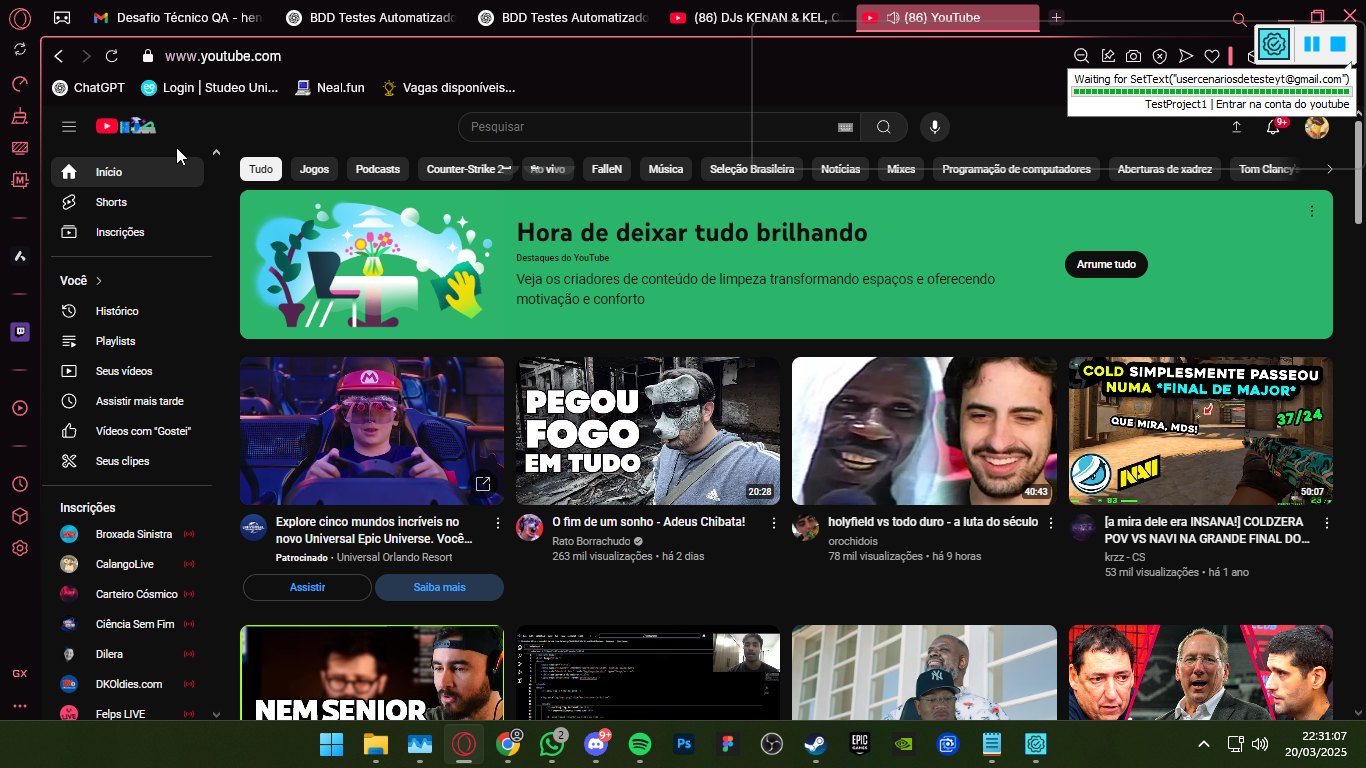 Desafio Técnico QA - hen
BDD Testes Automatizado
BDD Testes Automatizado
(86) DJs KENAN & KEL, C
(86) YouTube
www.youtube.com
Waiting for SetText("usercenariosdetesteyt@gmail.com")
TestProject1 | Entrar na conta do youtube
ChatGPT
Login | Studeo Uni...
Neal.fun
Vagas disponíveis...
Pesquisar
9+
Início
Shorts
Inscrições
Você
Histórico
Playlists
Seus vídeos
Assistir mais tarde
Vídeos com "Gostei"
Seus clipes
Inscrições
Broxada Sinistra
CalangoLive
Carteiro Cósmico
Ciência Sem Fim
Dilera
DKOldies.com
Felps LIVE
GX
Tudo
Jogos
Podcasts
Counter-Strike 2
Ao vivo
FalleN
Música
Seleção Brasileira
Notícias
Mixes
Programação de computadores
Aberturas de xadrez
Tom Clancy'
Hora de deixar tudo brilhando
Destaques do YouTube
Veja os criadores de conteúdo de limpeza transformando espaços e oferecendo
motivação e conforto
Arrume tudo
M
PEGOU
FOGO
EM TUDO
adidas
20:28
40:43
COLD SIMPLESMENTE PASSEOU
NUMA *FINAL DE MAJOR*
QUE MIRA, MDS!
37/24
NAVI
83
50:07
Explore cinco mundos incríveis no
novo Universal Epic Universe. Você...
Patrocinado · Universal Orlando Resort
Assistir
Saiba mais
O fim de um sonho - Adeus Chibata!
Rato Borrachudo
263 mil visualizações • há 2 dias
holyfield vs todo duro - a luta do século
orochidois
78 mil visualizações • há 9 horas
[a mira dele era INSANA!] COLDZERA
POV VS NAVI NA GRANDE FINAL DO...
krzz - CS
53 mil visualizações • há 1 ano
NEM SENIOR
2
9+
Ps
EPIC
GAMES
22:31:07
20/03/2025